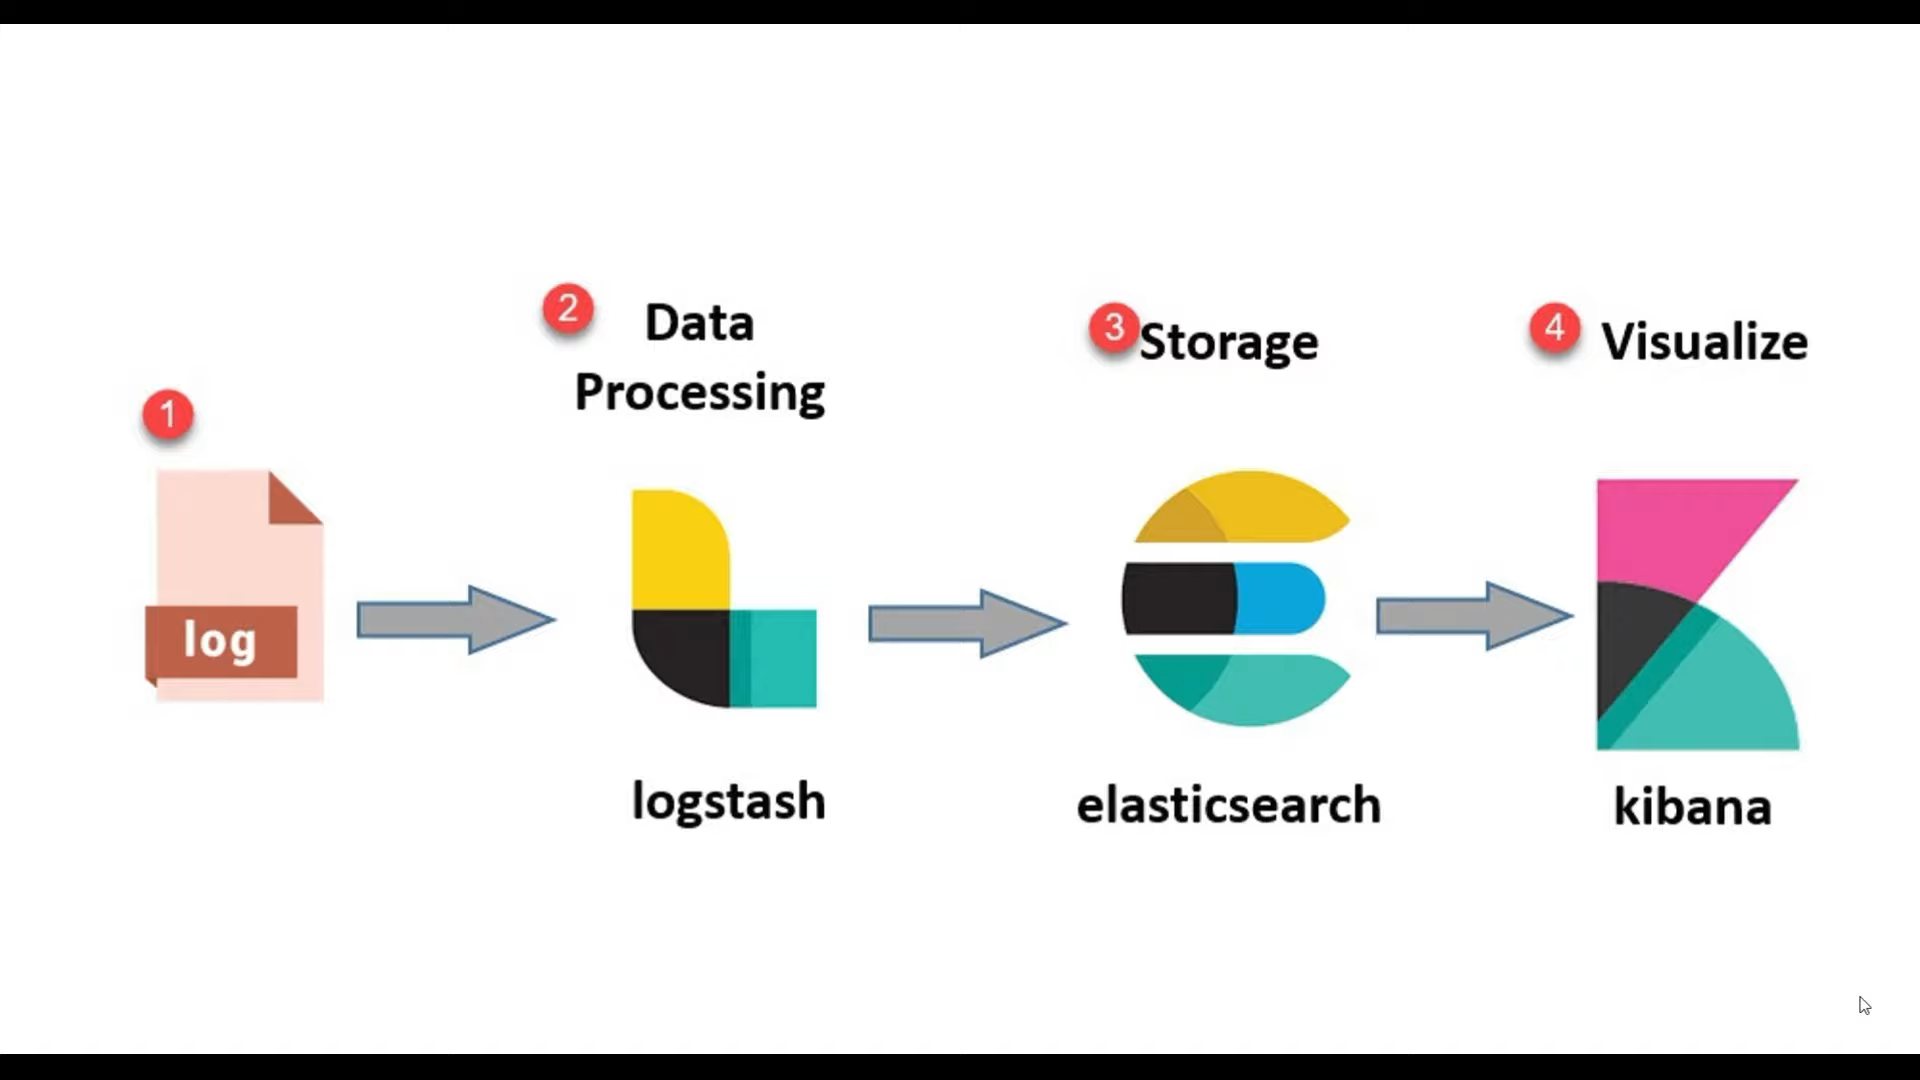 1
log
2
Data
Processing
logstash
3
Storage
elasticsearch
4
Visualize
kibana